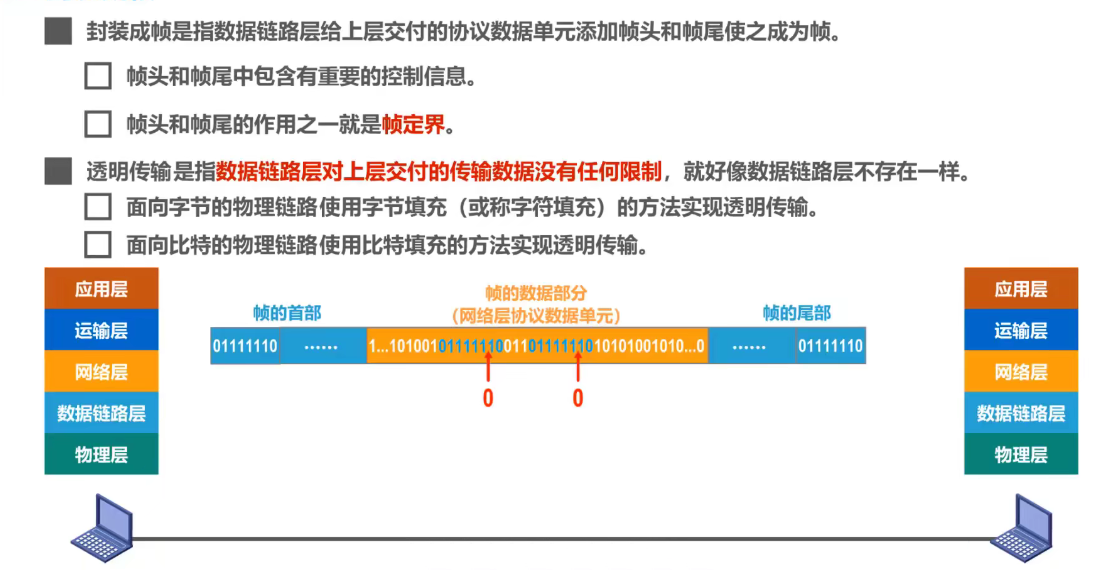 封装成帧是指数据链路层给上层交付的协议数据单元添加帧头和帧尾使之成为帧。
帧头和帧尾中包含有重要的控制信息。
帧头和帧尾的作用之一就是帧定界。
透明传输是指数据链路层对上层交付的传输数据没有任何限制，就好像数据链路层不存在一样。
面向字节的物理链路使用字节填充（或称字符填充）的方法实现透明传输。
面向比特的物理链路使用比特填充的方法实现透明传输。
应用层
运输层
网络层
数据链路层
物理层
帧的首部
帧的数据部分
（网络层协议数据单元）
帧的尾部
01111110 …… 1...101001011111100110111111010101001010...0 …… 01111110
0 0
应用层
运输层
网络层
数据链路层
物理层